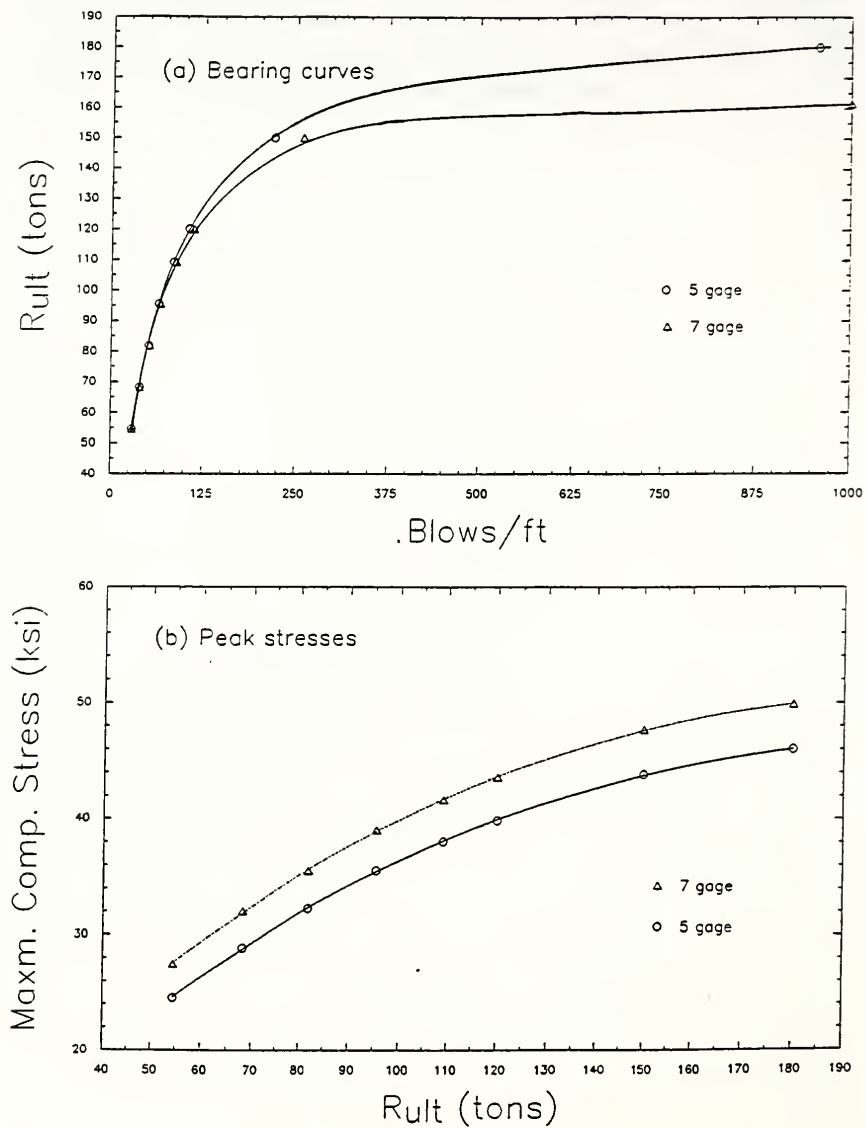 190
180
170
160
150
140
130
120
110
100
90
80
70
60
50
40
Rult (tons)
(a) Bearing curves
5 gage
7 gage
0 125 250 375 500 625 750 875 1000
.Blows/ft
60
50
40
30
20
Maxm. Comp. Stress (ksi)
(b) Peak stresses
7 gage
5 gage
40 50 60 70 80 90 100 110 120 130 140 150 160 170 180 190
Rult (tons)